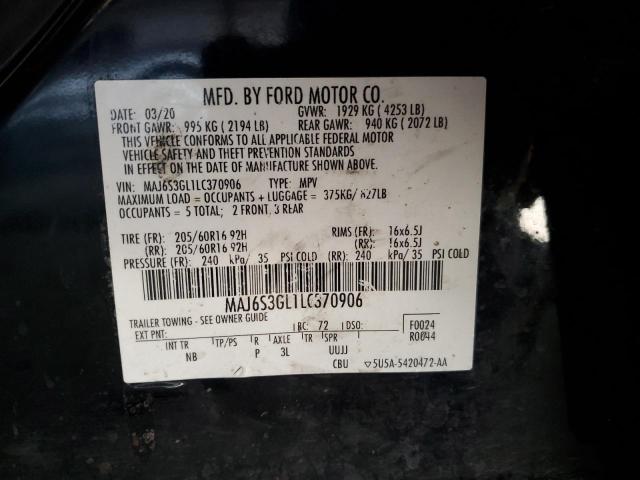 MFD. BY FORD MOTOR CO.
DATE: 03/20 GVWR: 1929 KG (4253 LB)
FRONT GAWR: 995 KG (2194 LB) REAR GAWR: 940 KG (2072 LB)
THIS VEHICLE CONFORMS TO ALL APPLICABLE FEDERAL MOTOR
VEHICLE SAFETY AND THEFT PREVENTION STANDARDS
IN EFFECT ON THE DATE OF MANUFACTURE SHOWN ABOVE.
VIN: MAJ6S3GL1LC370906 TYPE: MPV
MAXIMUM LOAD = OCCUPANTS + LUGGAGE = 375KG/ 827LB
OCCUPANTS = 5 TOTAL; 2 FRONT, 3 REAR
TIRE (FR): 205/60R16 92H RIMS (FR): 16x6.5J
(RR): 205/60R16 92H (RR): 16x6.5J
PRESSURE (FR): 240 kPa/ 35 PSI COLD (RR): 240 kPa/ 35 PSI COLD
MAJ6S3GL1LC370906
TRAILER TOWING - SEE OWNER GUIDE RC: 72 DSO: F0024
EXT PNT: R0044
INT TR TP/PS R AXLE TR SPR
NB P 3L UUJJ
CBU ▽5U5A-5420472-AA